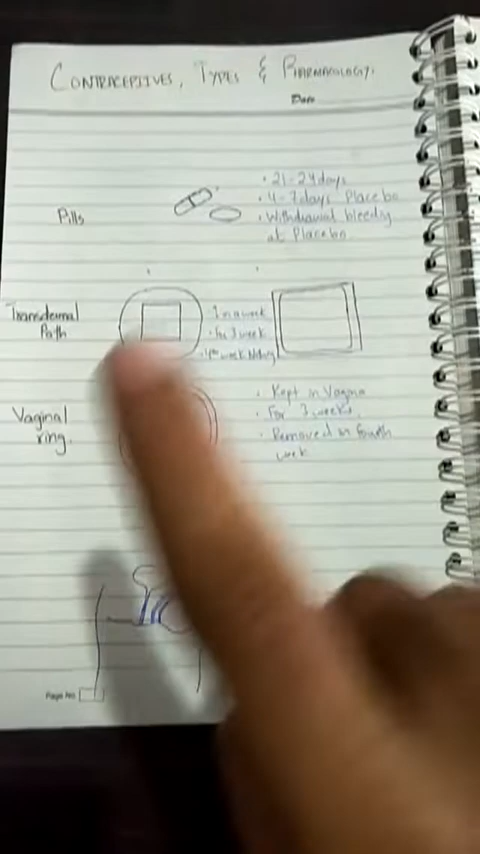 CONTRACEPTIVES, TYPES & PHARMACOLOGY.
Date
Pills
• 21-24 days
• 4-7 days Placebo
• Withdrawal bleeding
at Placebo
Transdermal
Path
• 1 in a week
• for 3 week
• 4th week
Vaginal
ring.
• Kept in Vagina
• For 3 weeks.
• Removed in fourth
week
Page No